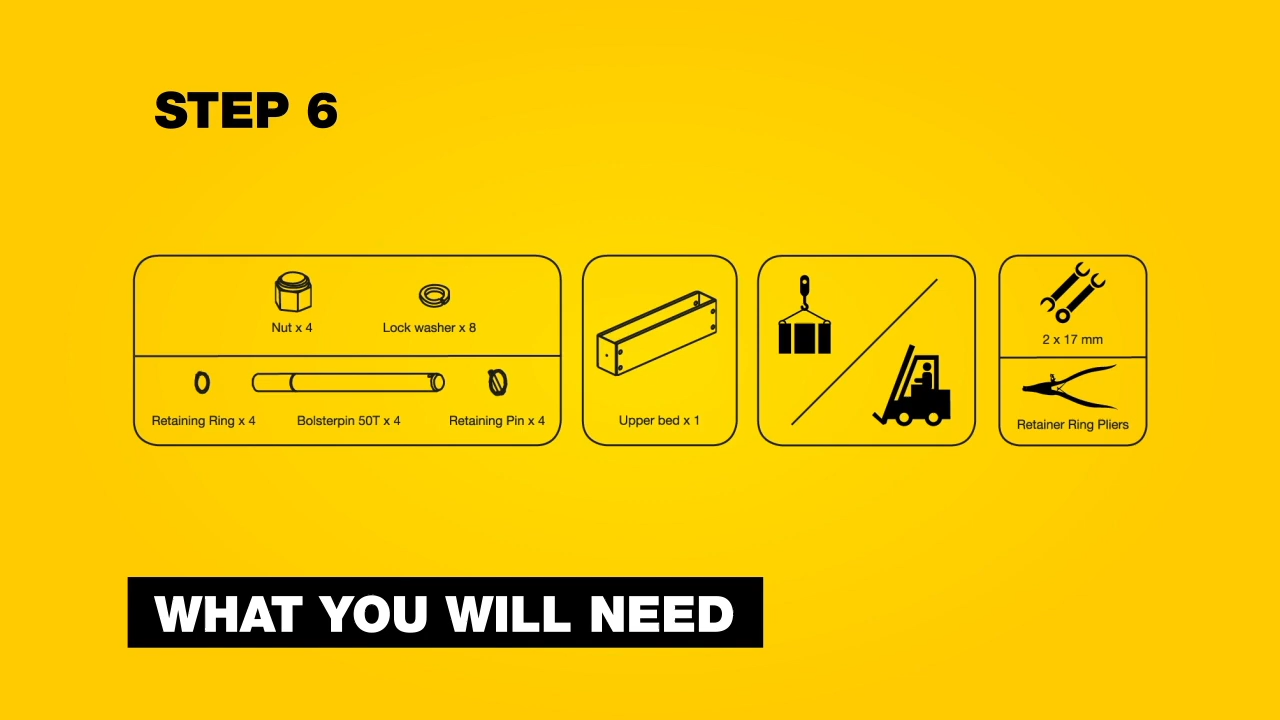 STEP 6
Nut x 4
Lock washer x 8
Retaining Ring x 4
Bolsterpin 50T x 4
Retaining Pin x 4
Upper bed x 1
2 x 17 mm
Retainer Ring Pliers
WHAT YOU WILL NEED